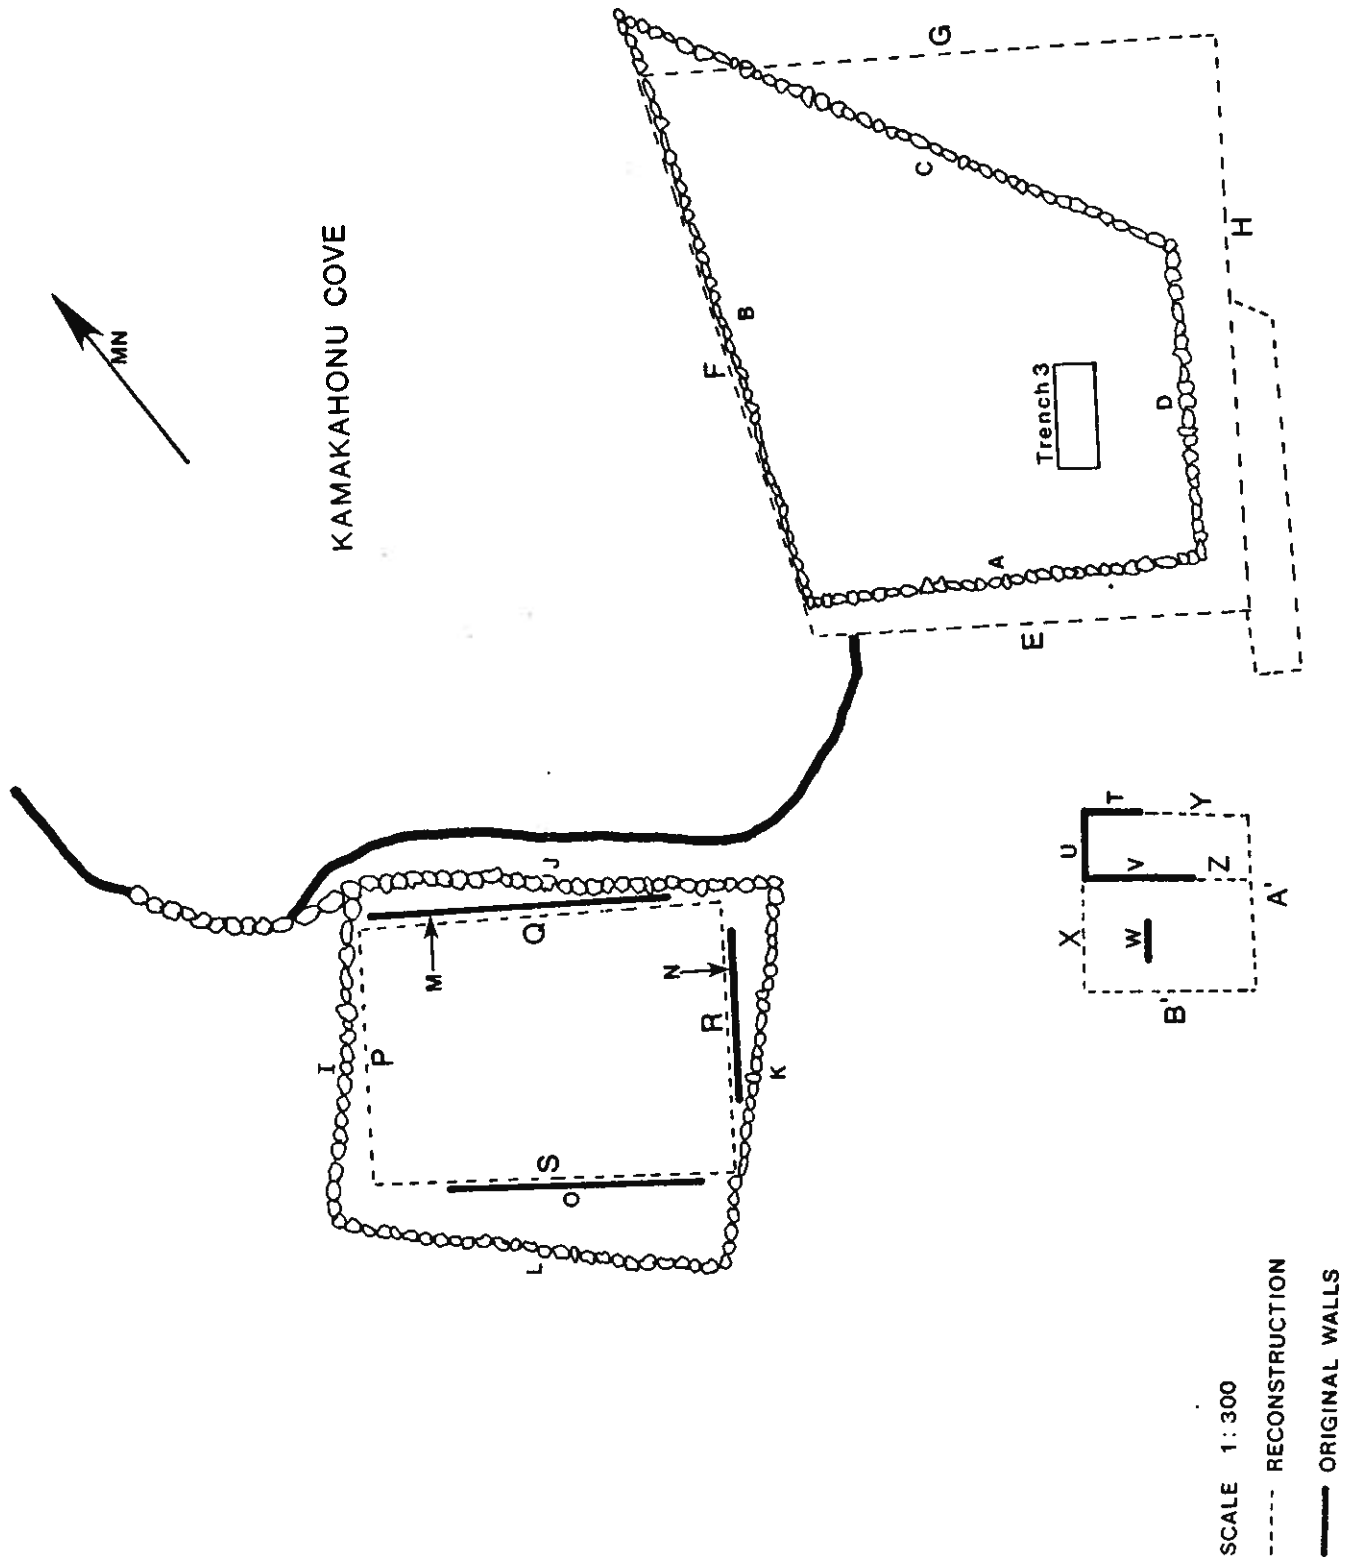 G
MN
KAMAKAHONU COVE
C
H
B
F
Trench 3
D
A
E
T
Y
U
V
Z
J
A'
X
W
Q
M
B'
N
R
I
P
K
S
O
L
SCALE 1:300
RECONSTRUCTION
ORIGINAL WALLS